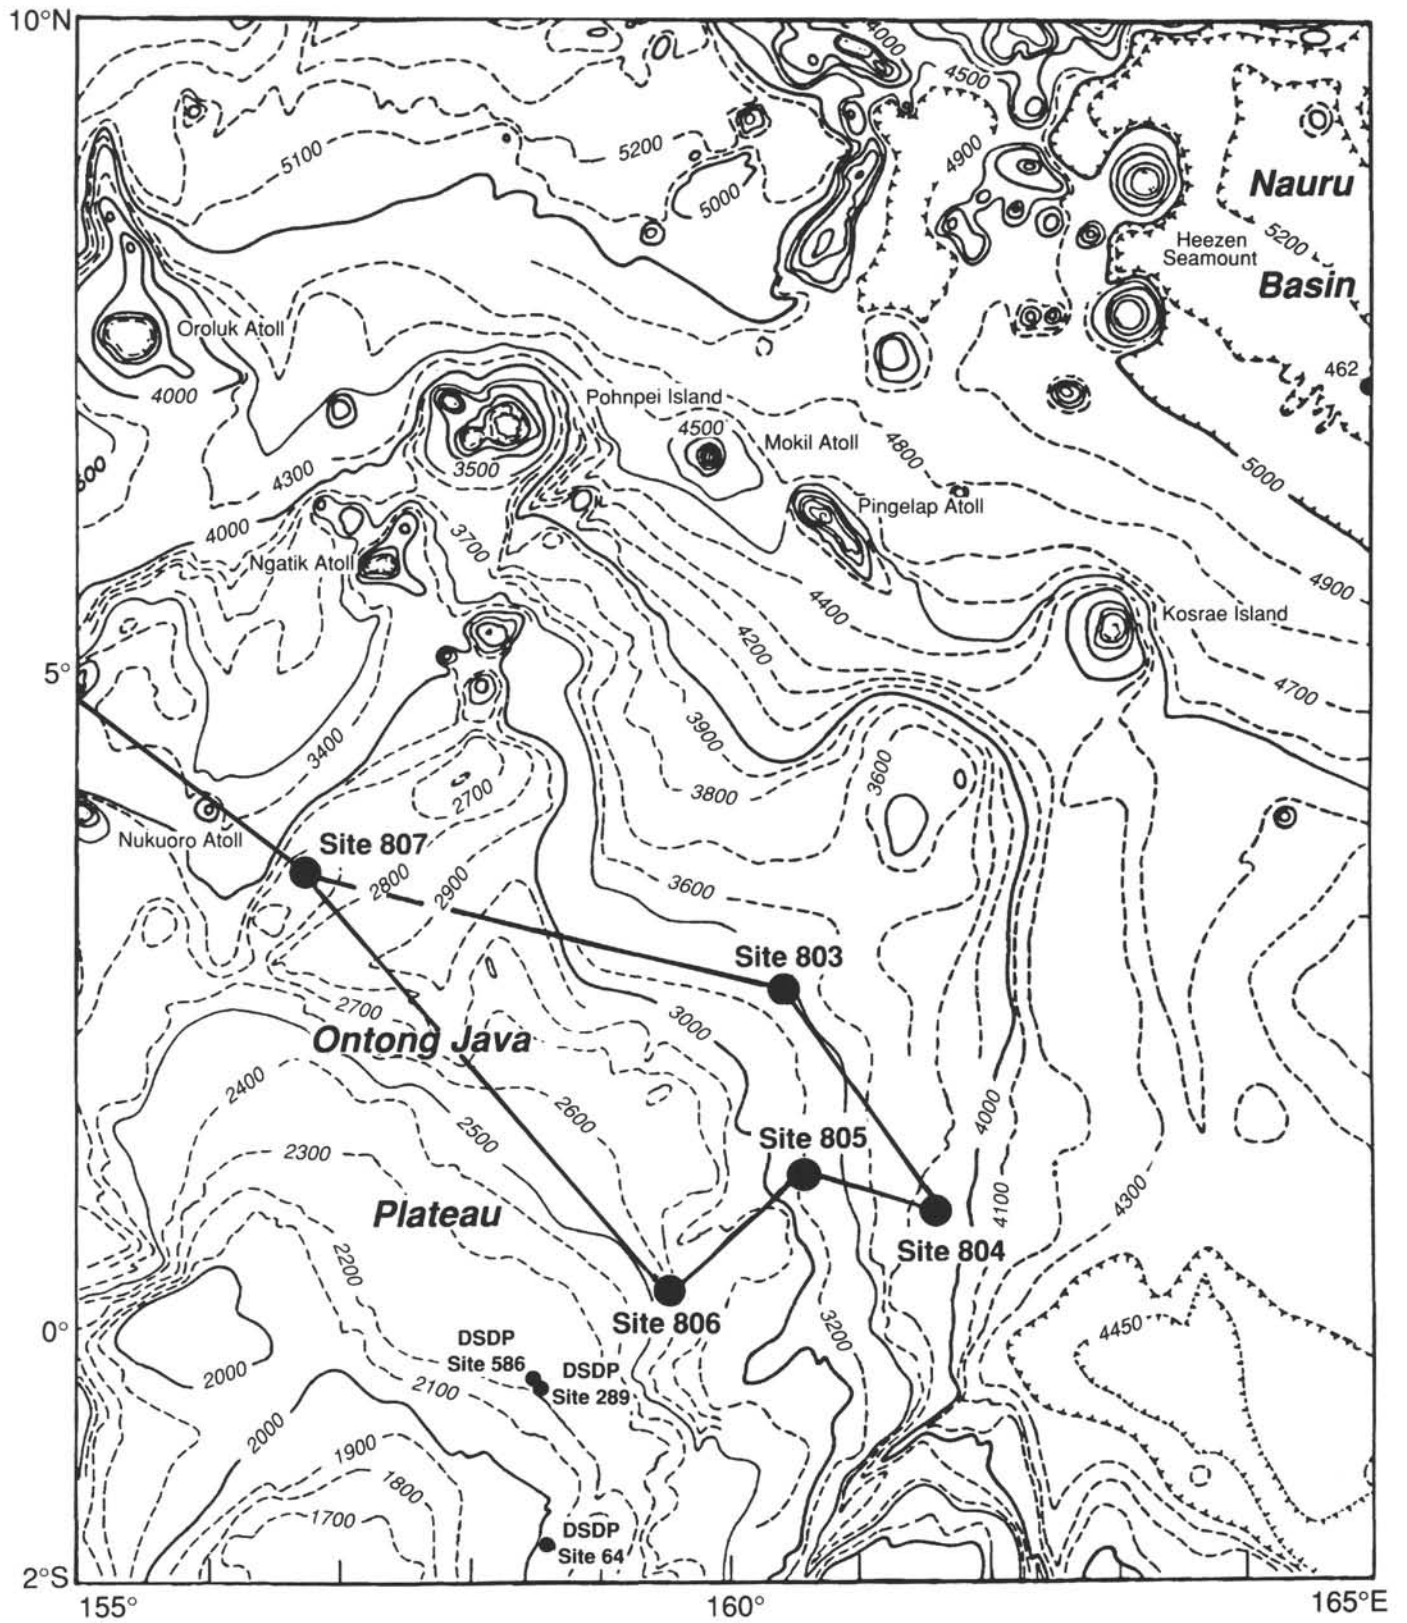 10°N
4000
4500
5100
5200
4900
5000
Nauru
5200
Heezen
Seamount
Basin
Oroluk Atoll
462
4000
Pohnpei Island
4500
Mokil Atoll
4800
3500
4300
5000
Pingelap Atoll
4000
3700
Ngatik Atoll
4900
4400
Kosrae Island
4200
5°
4700
3900
3400
3600
2700
3800
Nukuoro Atoll
Site 807
2800
2900
3600
Site 803
2700
3000
Ontong Java
2400
2600
4000
2500
Site 805
2300
4300
4100
Plateau
2200
Site 804
Site 806
0°
4450
3200
DSDP
Site 586
DSDP
Site 289
2000
2100
2000
1900
1800
1700
DSDP
Site 64
2°S
155°
160°
165°E